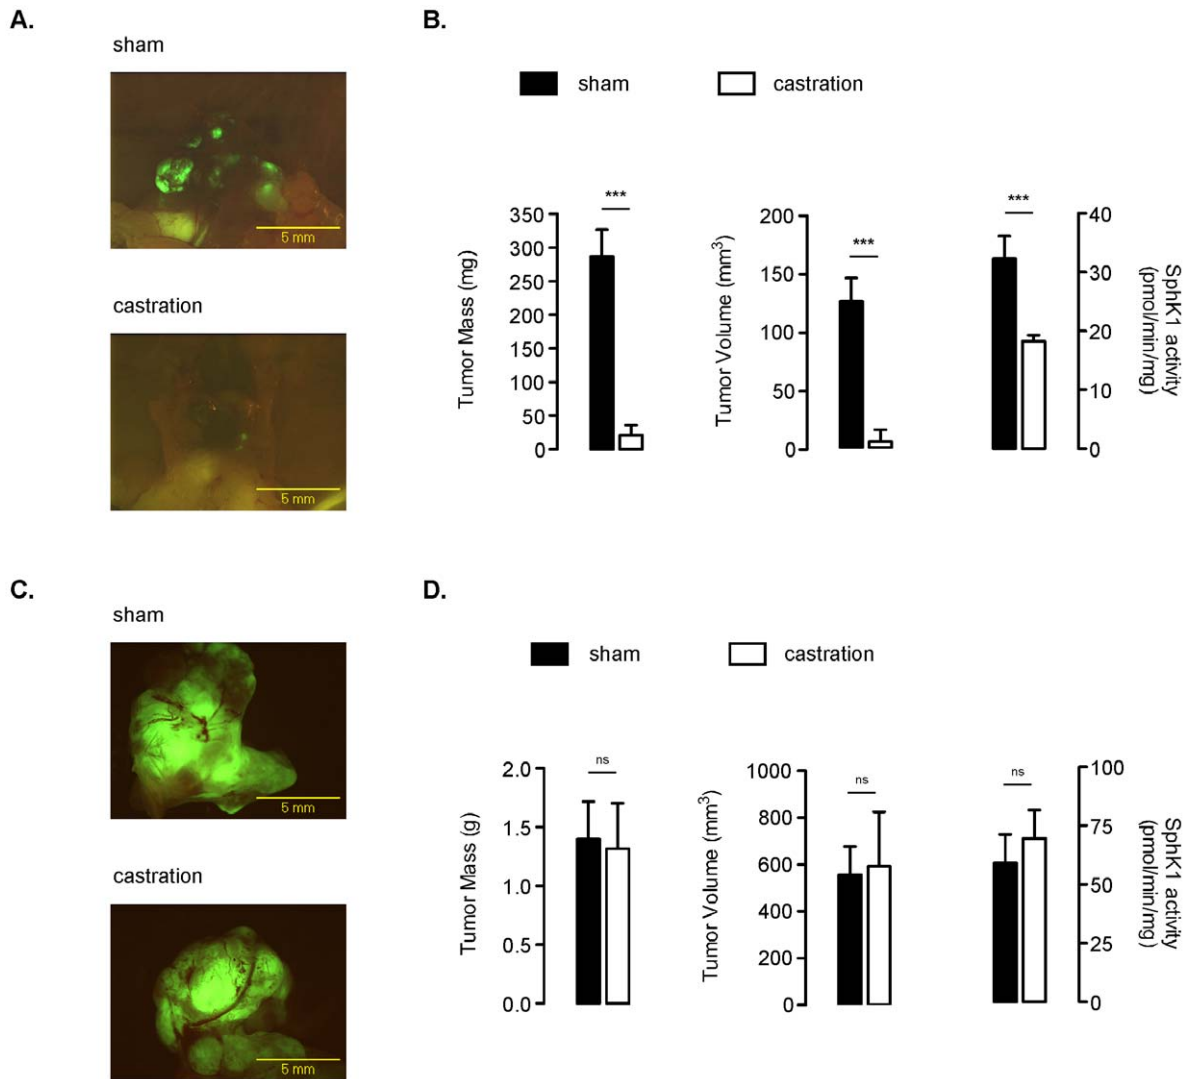 A.
sham
5 mm
castration
5 mm
B.
sham castration
***
350
300
250
200
150
100
50
0
Tumor Mass (mg)
***
200
150
100
50
0
Tumor Volume (mm³)
***
40
30
20
10
0
SphK1 activity
(pmol/min/mg)
C.
sham
5 mm
castration
5 mm
D.
sham castration
ns
2.0
1.5
1.0
0.5
0.0
Tumor Mass (g)
ns
1000
800
600
400
200
0
Tumor Volume (mm³)
ns
100
75
50
25
0
SphK1 activity
(pmol/min/mg)